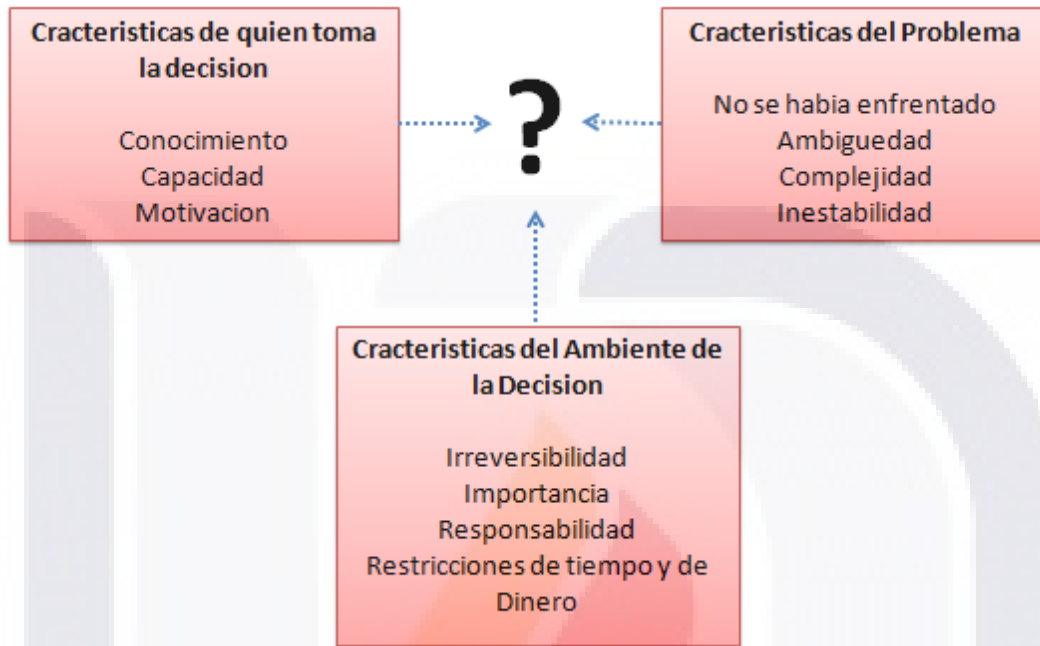 Cracteristicas de quien toma
la decision
Conocimiento
Capacidad
Motivacion
?
Cracteristicas del Problema
No se habia enfrentado
Ambiguedad
Complejidad
Inestabilidad
Cracteristicas del Ambiente de
la Decision
Irreversibilidad
Importancia
Responsabilidad
Restricciones de tiempo y de
Dinero